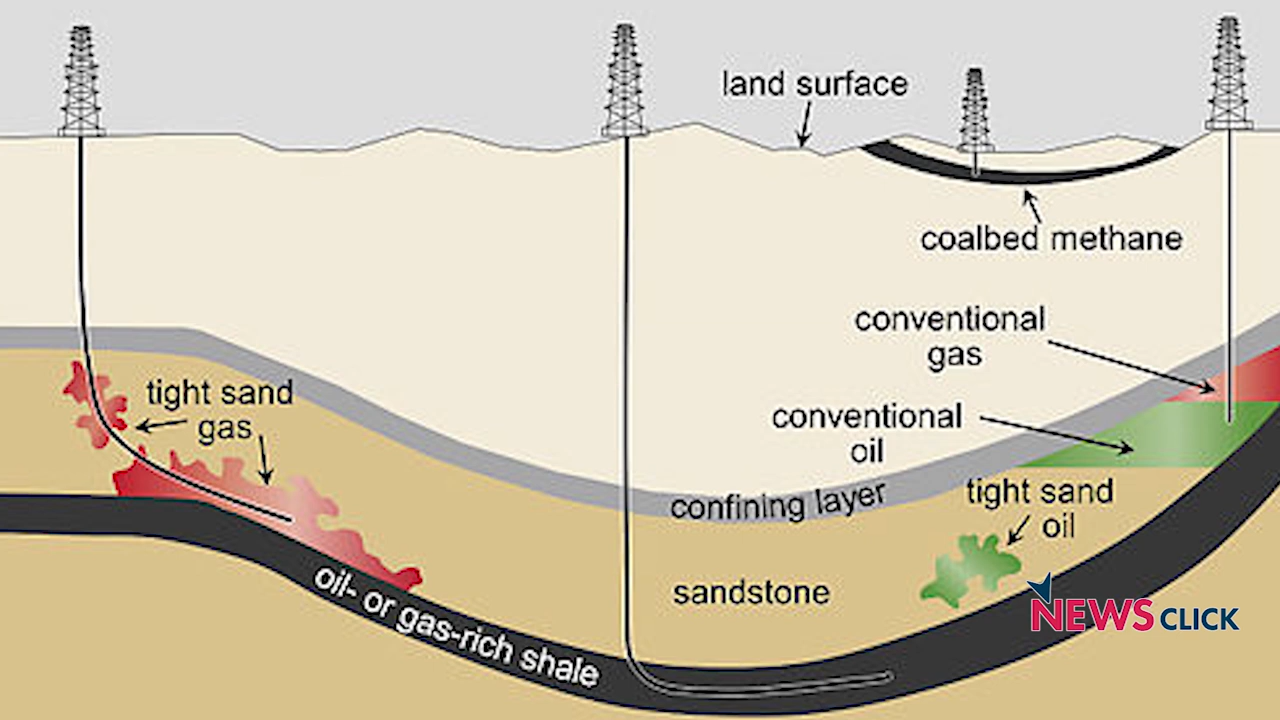 land surface
coalbed methane
conventional
gas
conventional
oil
tight sand
gas
confining layer
tight sand
oil
sandstone
oil- or gas-rich shale
NEWS CLICK